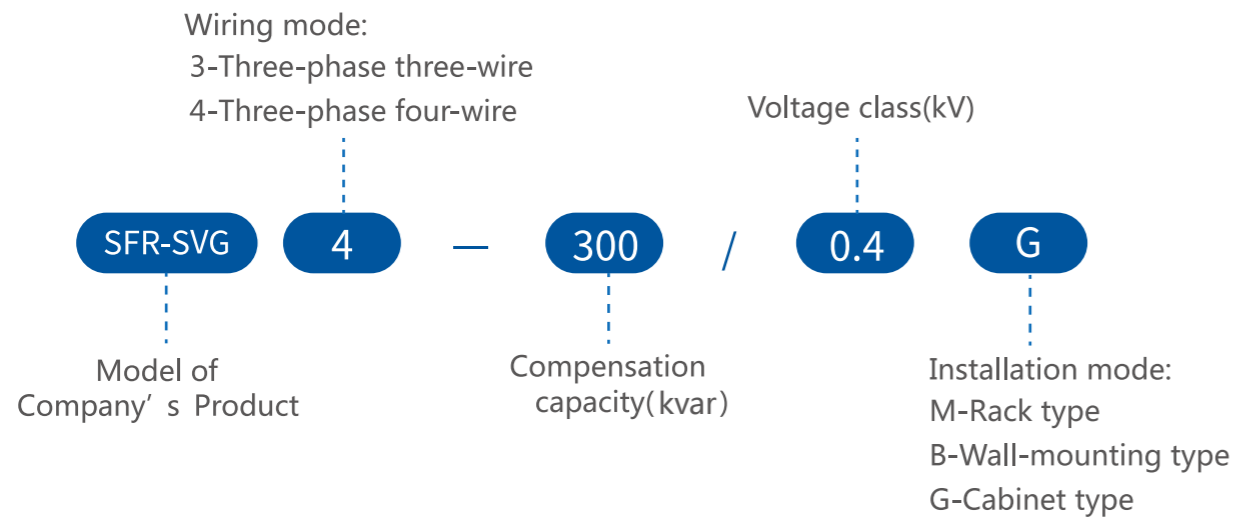 Wiring mode:
3-Three-phase three-wire
4-Three-phase four-wire
Voltage class(kV)
SFR-SVG 4 — 300 / 0.4 G
Model of
Company's Product
Compensation
capacity(kvar)
Installation mode:
M-Rack type
B-Wall-mounting type
G-Cabinet type